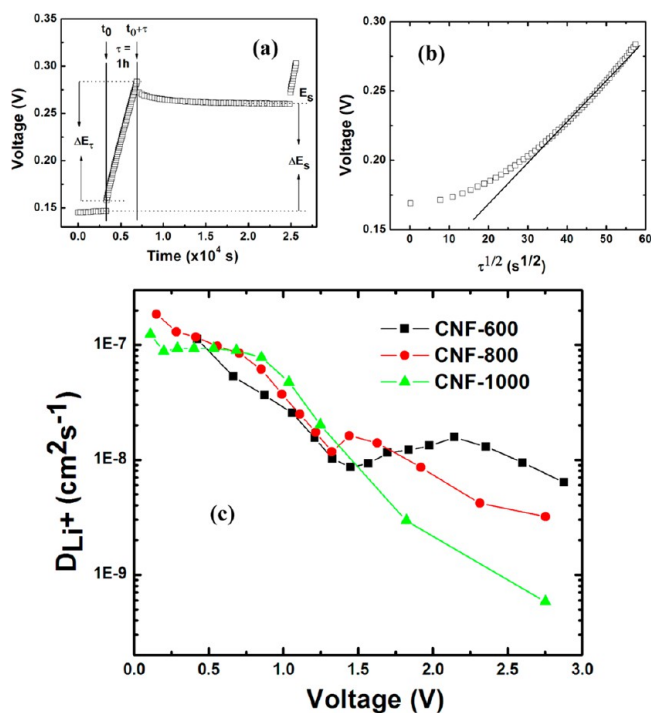 t₀ t₀+τ
τ =
1h
(a)
Eₛ
ΔE_τ
ΔEₛ
Voltage (V)
0.35
0.30
0.25
0.20
0.15
0.0 0.5 1.0 1.5 2.0 2.5
Time (x10⁴ s)
(b)
Voltage (V)
0.30
0.25
0.20
0.15
0 10 20 30 40 50 60
τ^1/2 (s^1/2)
CNF-600
CNF-800
CNF-1000
(c)
D_Li+ (cm²s⁻¹)
1E-7
1E-8
1E-9
0.0 0.5 1.0 1.5 2.0 2.5 3.0
Voltage (V)